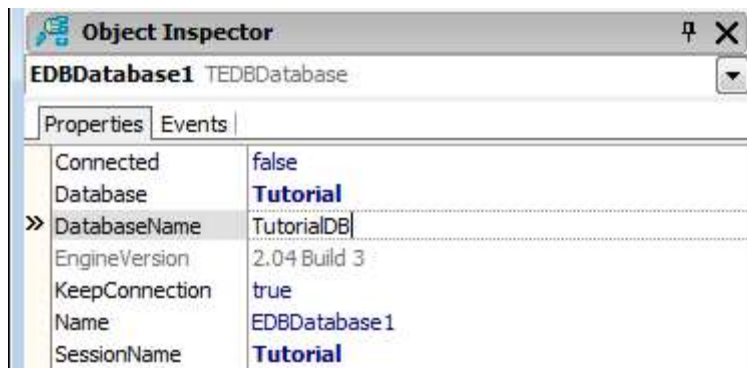 Object Inspector
EDBDatabase1 TEDBDatabase
Properties Events
Connected false
Database Tutorial
DatabaseName TutorialDB
EngineVersion 2.04 Build 3
KeepConnection true
Name EDBDatabase1
SessionName Tutorial